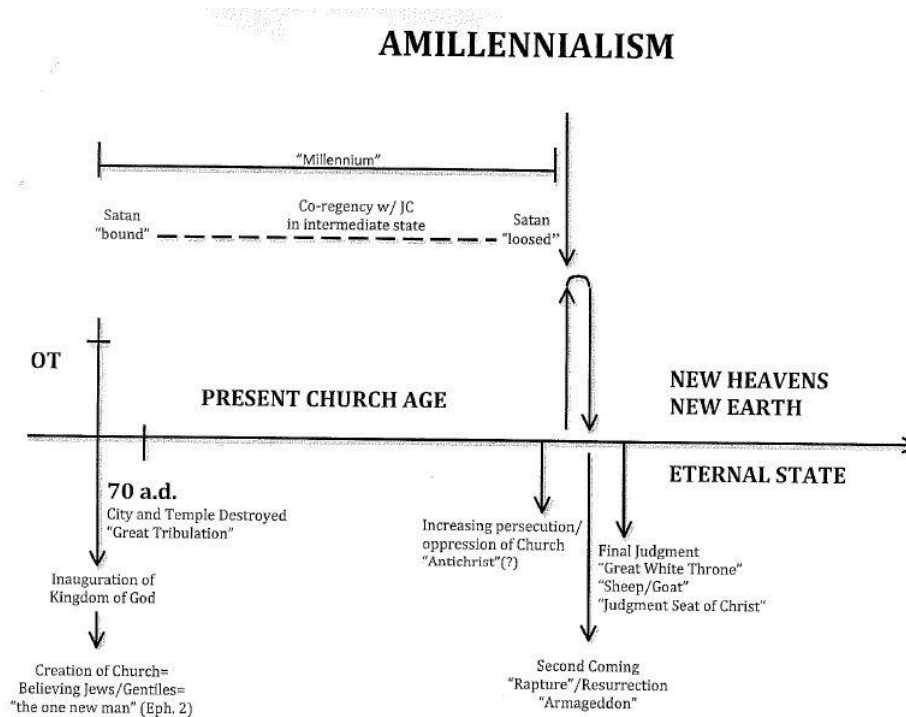 AMILLENNIALISM
"Millennium"
Co-regency w/ JC
in intermediate state
Satan
"bound"
Satan
"loosed"
OT
PRESENT CHURCH AGE
NEW HEAVENS
NEW EARTH
ETERNAL STATE
70 a.d.
City and Temple Destroyed
"Great Tribulation"
Inauguration of
Kingdom of God
Creation of Church=
Believing Jews/Gentiles=
"the one new man" (Eph. 2)
Increasing persecution/
oppression of Church
"Antichrist"(?)
Final Judgment
"Great White Throne"
"Sheep/Goat"
"Judgment Seat of Christ"
Second Coming
"Rapture"/Resurrection
"Armageddon"